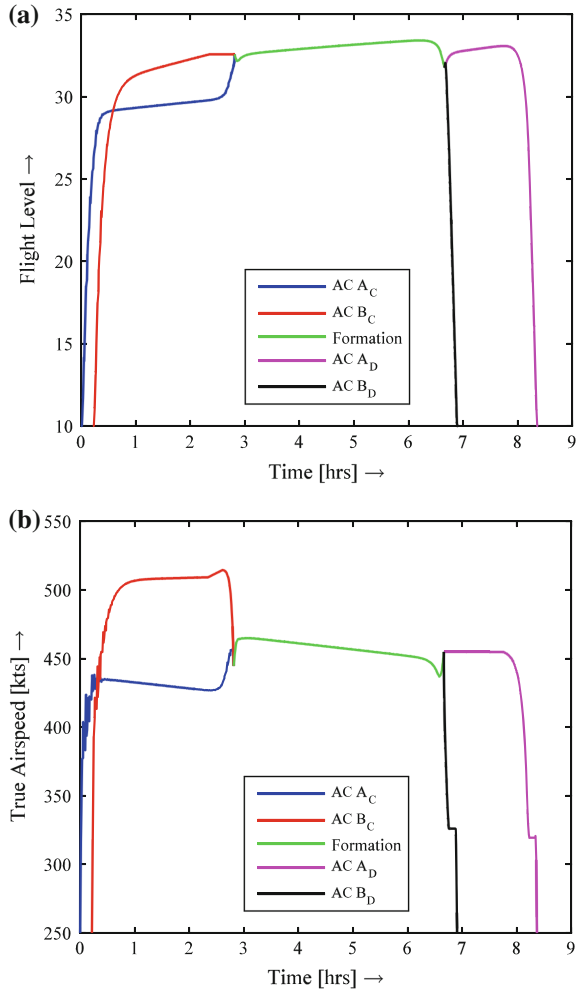 (a)
35
30
25
20
15
10
Flight Level →
0 1 2 3 4 5 6 7 8 9
Time [hrs] →
AC A_C
AC B_C
Formation
AC A_D
AC B_D
(b)
550
500
450
400
350
300
250
True Airspeed [kts] →
0 1 2 3 4 5 6 7 8 9
Time [hrs] →
AC A_C
AC B_C
Formation
AC A_D
AC B_D